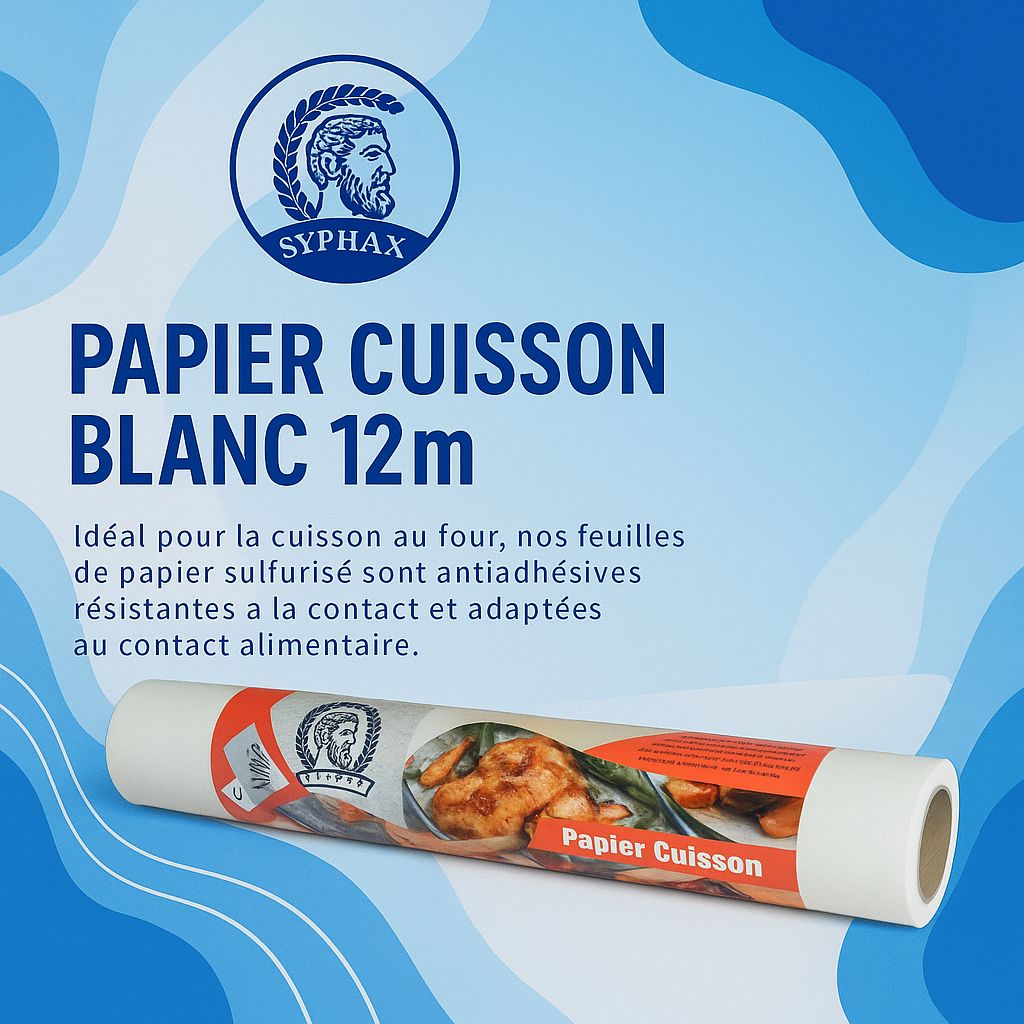 SYPHAX
PAPIER CUISSON
BLANC 12m
Idéal pour la cuisson au four, nos feuilles
de papier sulfurisé sont antiadhésives
résistantes a la contact et adaptées
au contact alimentaire.
Papier Cuisson